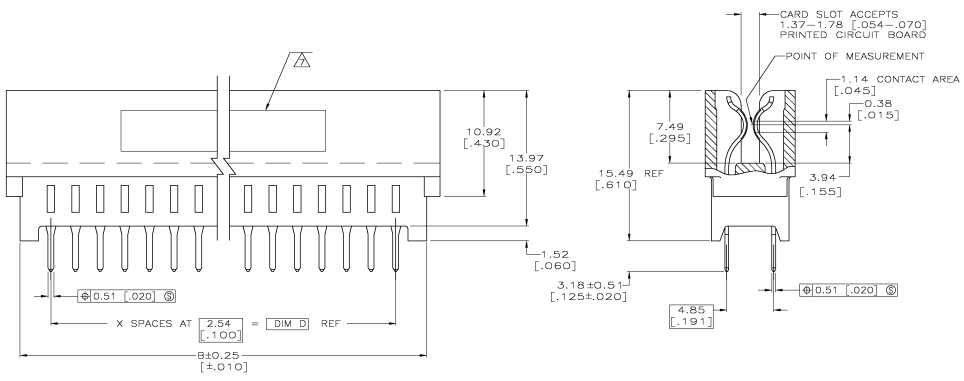 7
10.92
[.430]
13.97
[.550]
1.52
[.060]
⌖ 0.51 [.020] Ⓢ
X SPACES AT 2.54 = DIM D REF
[.100]
B±0.25
[±.010]
CARD SLOT ACCEPTS
1.37–1.78 [.054–.070]
PRINTED CIRCUIT BOARD
POINT OF MEASUREMENT
1.14 CONTACT AREA
[.045]
0.38
[.015]
7.49
[.295]
15.49 REF
[.610]
3.94
[.155]
3.18±0.51
[.125±.020]
⌖ 0.51 [.020] Ⓢ
4.85
[.191]